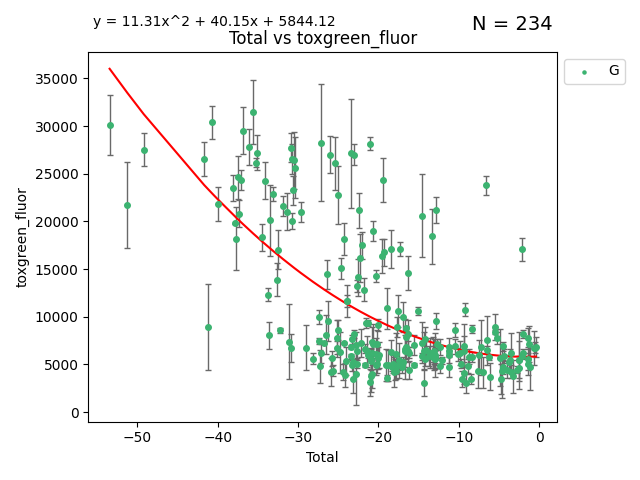 y = 11.31x^2 + 40.15x + 5844.12
N = 234
Total vs toxgreen_fluor
G
toxgreen_fluor
35000
30000
25000
20000
15000
10000
5000
0
−50
−40
−30
−20
−10
0
Total